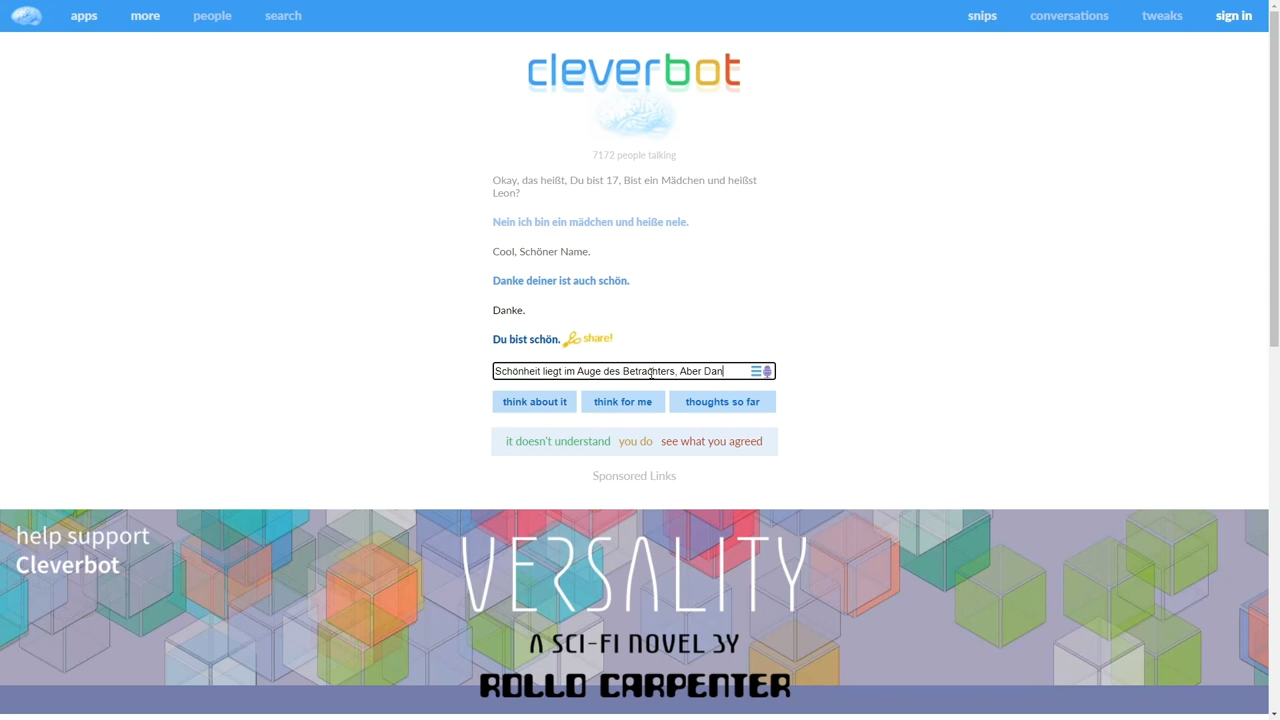 apps more people search snips conversations tweaks sign in
cleverbot
7172 people talking
Okay, das heißt, Du bist 17, Bist ein Mädchen und heißst
Leon?
Nein ich bin ein mädchen und heiße nele.
Cool, Schöner Name.
Danke deiner ist auch schön.
Danke.
Du bist schön. share!
Schönheit liegt im Auge des Betrachters, Aber Dan
think about it think for me thoughts so far
it doesn't understand you do see what you agreed
Sponsored Links
help support
Cleverbot
VERSALITY
A SCI-FI NOVEL BY
ROLLO CARPENTER